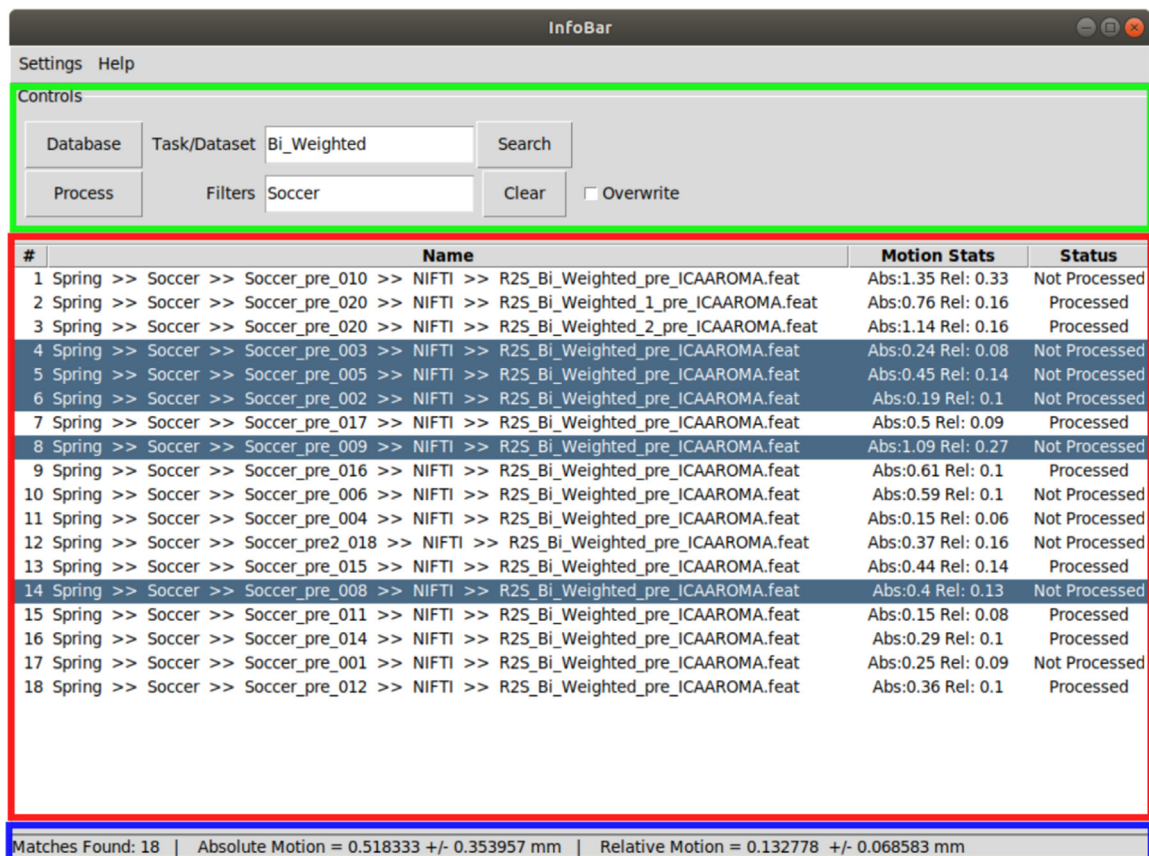 InfoBar
Settings Help
Controls
Database Task/Dataset Bi_Weighted Search
Process Filters Soccer Clear Overwrite
# Name Motion Stats Status
1 Spring >> Soccer >> Soccer_pre_010 >> NIFTI >> R2S_Bi_Weighted_pre_ICAAROMA.feat Abs:1.35 Rel: 0.33 Not Processed
2 Spring >> Soccer >> Soccer_pre_020 >> NIFTI >> R2S_Bi_Weighted_1_pre_ICAAROMA.feat Abs:0.76 Rel: 0.16 Processed
3 Spring >> Soccer >> Soccer_pre_020 >> NIFTI >> R2S_Bi_Weighted_2_pre_ICAAROMA.feat Abs:1.14 Rel: 0.16 Processed
4 Spring >> Soccer >> Soccer_pre_003 >> NIFTI >> R2S_Bi_Weighted_pre_ICAAROMA.feat Abs:0.24 Rel: 0.08 Not Processed
5 Spring >> Soccer >> Soccer_pre_005 >> NIFTI >> R2S_Bi_Weighted_pre_ICAAROMA.feat Abs:0.45 Rel: 0.14 Not Processed
6 Spring >> Soccer >> Soccer_pre_002 >> NIFTI >> R2S_Bi_Weighted_pre_ICAAROMA.feat Abs:0.19 Rel: 0.1 Not Processed
7 Spring >> Soccer >> Soccer_pre_017 >> NIFTI >> R2S_Bi_Weighted_pre_ICAAROMA.feat Abs:0.5 Rel: 0.09 Processed
8 Spring >> Soccer >> Soccer_pre_009 >> NIFTI >> R2S_Bi_Weighted_pre_ICAAROMA.feat Abs:1.09 Rel: 0.27 Not Processed
9 Spring >> Soccer >> Soccer_pre_016 >> NIFTI >> R2S_Bi_Weighted_pre_ICAAROMA.feat Abs:0.61 Rel: 0.1 Processed
10 Spring >> Soccer >> Soccer_pre_006 >> NIFTI >> R2S_Bi_Weighted_pre_ICAAROMA.feat Abs:0.59 Rel: 0.1 Not Processed
11 Spring >> Soccer >> Soccer_pre_004 >> NIFTI >> R2S_Bi_Weighted_pre_ICAAROMA.feat Abs:0.15 Rel: 0.06 Not Processed
12 Spring >> Soccer >> Soccer_pre2_018 >> NIFTI >> R2S_Bi_Weighted_pre_ICAAROMA.feat Abs:0.37 Rel: 0.16 Not Processed
13 Spring >> Soccer >> Soccer_pre_015 >> NIFTI >> R2S_Bi_Weighted_pre_ICAAROMA.feat Abs:0.44 Rel: 0.14 Processed
14 Spring >> Soccer >> Soccer_pre_008 >> NIFTI >> R2S_Bi_Weighted_pre_ICAAROMA.feat Abs:0.4 Rel: 0.13 Not Processed
15 Spring >> Soccer >> Soccer_pre_011 >> NIFTI >> R2S_Bi_Weighted_pre_ICAAROMA.feat Abs:0.15 Rel: 0.08 Processed
16 Spring >> Soccer >> Soccer_pre_014 >> NIFTI >> R2S_Bi_Weighted_pre_ICAAROMA.feat Abs:0.29 Rel: 0.1 Processed
17 Spring >> Soccer >> Soccer_pre_001 >> NIFTI >> R2S_Bi_Weighted_pre_ICAAROMA.feat Abs:0.25 Rel: 0.09 Not Processed
18 Spring >> Soccer >> Soccer_pre_012 >> NIFTI >> R2S_Bi_Weighted_pre_ICAAROMA.feat Abs:0.36 Rel: 0.1 Processed
Matches Found: 18 | Absolute Motion = 0.518333 +/- 0.353957 mm | Relative Motion = 0.132778 +/- 0.068583 mm